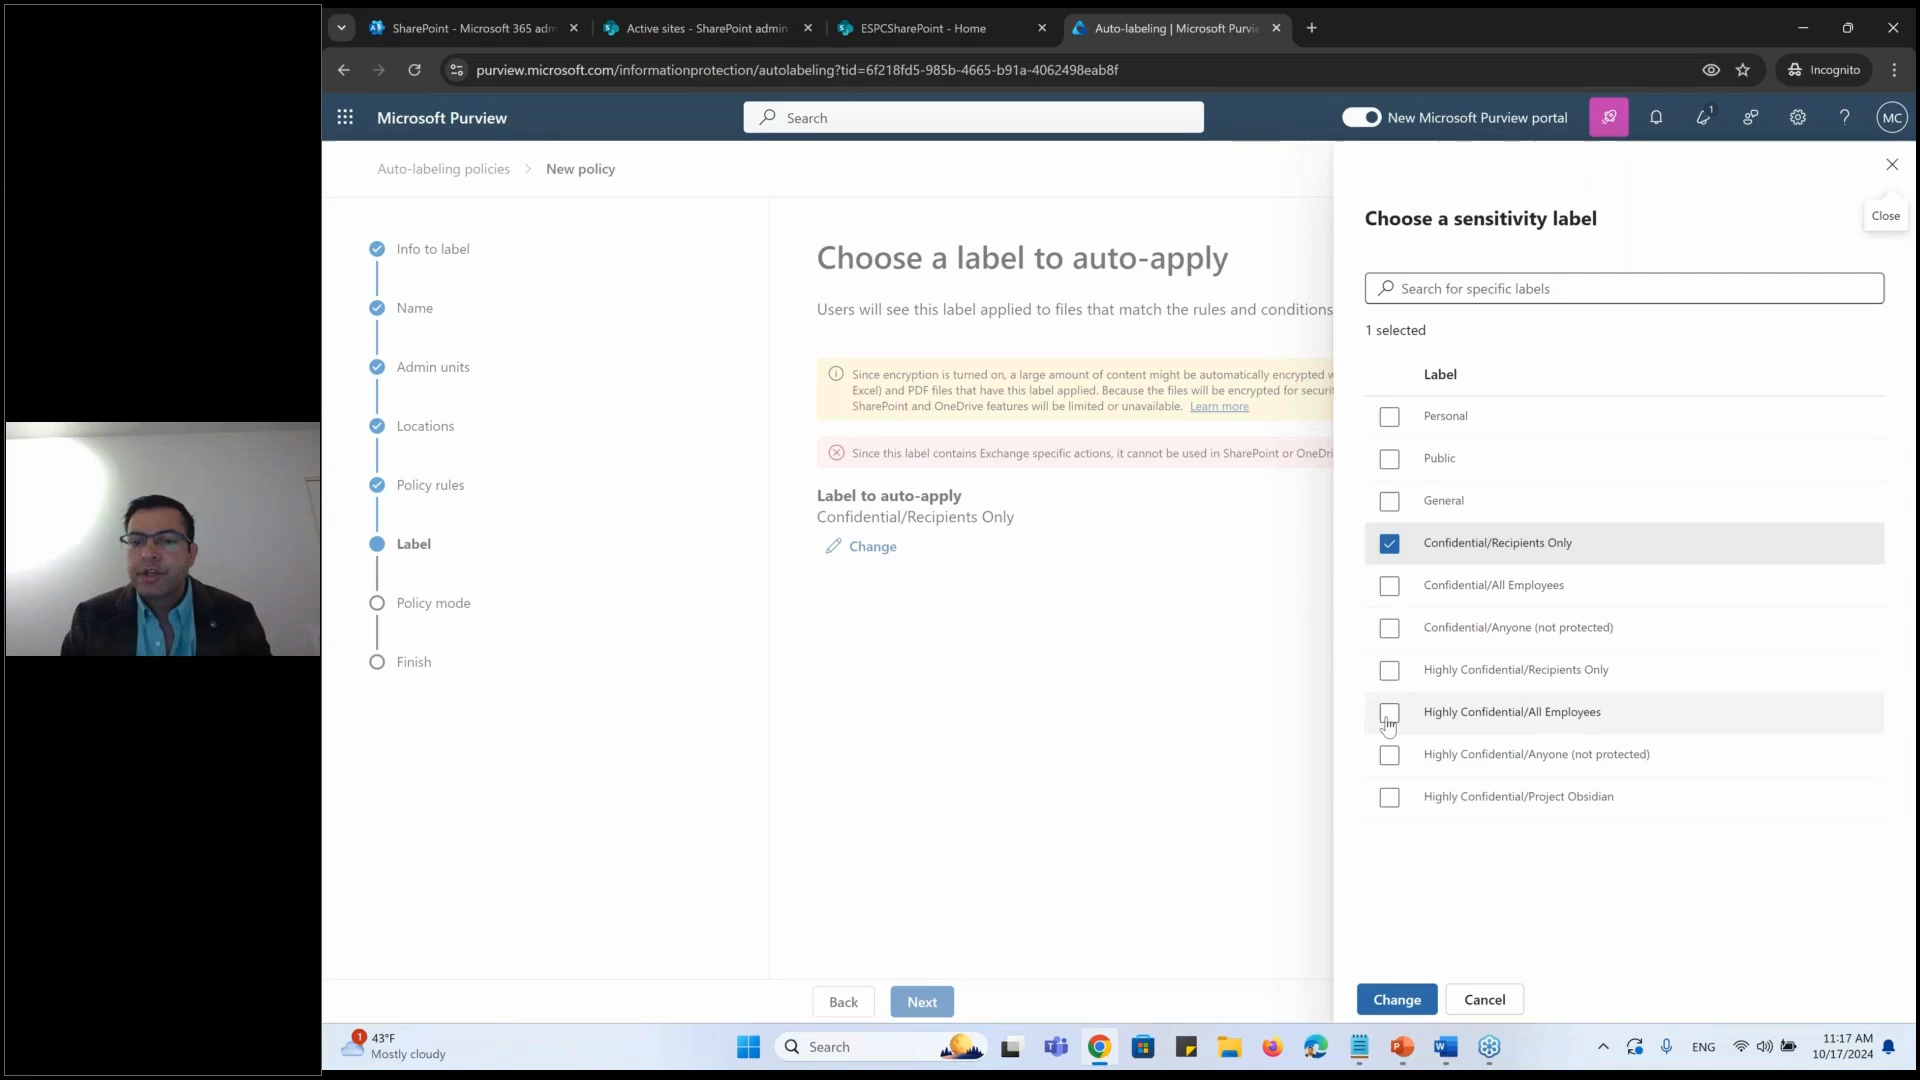 SharePoint - Microsoft 365 adm
Active sites - SharePoint admin
ESPCSharePoint - Home
Auto-labeling | Microsoft Purvie
purview.microsoft.com/informationprotection/autolabeling?tid=6f218fd5-985b-4665-b91a-4062498eab8f
Incognito
Microsoft Purview
Search
New Microsoft Purview portal
1
MC
Auto-labeling policies > New policy
Info to label
Name
Admin units
Locations
Policy rules
Label
Policy mode
Finish
Choose a label to auto-apply
Users will see this label applied to files that match the rules and conditions
Since encryption is turned on, a large amount of content might be automatically encrypted w
Excel) and PDF files that have this label applied. Because the files will be encrypted for securit
SharePoint and OneDrive features will be limited or unavailable. Learn more
Since this label contains Exchange specific actions, it cannot be used in SharePoint or OneDri
Label to auto-apply
Confidential/Recipients Only
Change
Back
Next
Close
Choose a sensitivity label
Search for specific labels
1 selected
Label
Personal
Public
General
Confidential/Recipients Only
Confidential/All Employees
Confidential/Anyone (not protected)
Highly Confidential/Recipients Only
Highly Confidential/All Employees
Highly Confidential/Anyone (not protected)
Highly Confidential/Project Obsidian
Change
Cancel
1
43°F
Mostly cloudy
Search
ENG
11:17 AM
10/17/2024